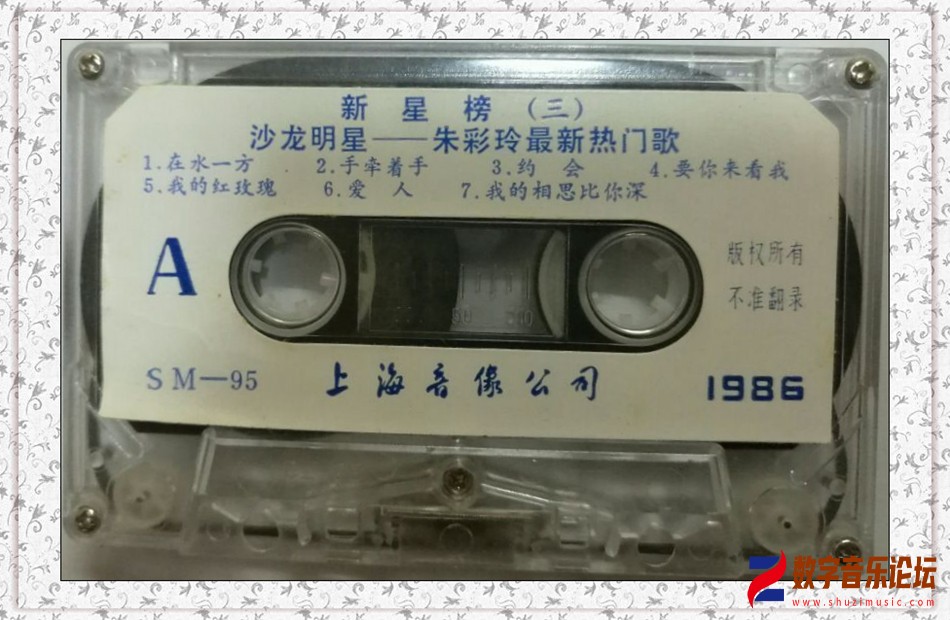 新 星 榜 (三)
沙龙明星——朱彩玲最新热门歌
1.在水一方 2.手牵着手 3.约 会 4.要你来看我
5.我的红玫瑰 6.爱 人 7.我的相思比你深
A
版权所有
不准翻录
SM—95 上海音像公司 1986
数字音乐论坛
www.shuzimusic.com